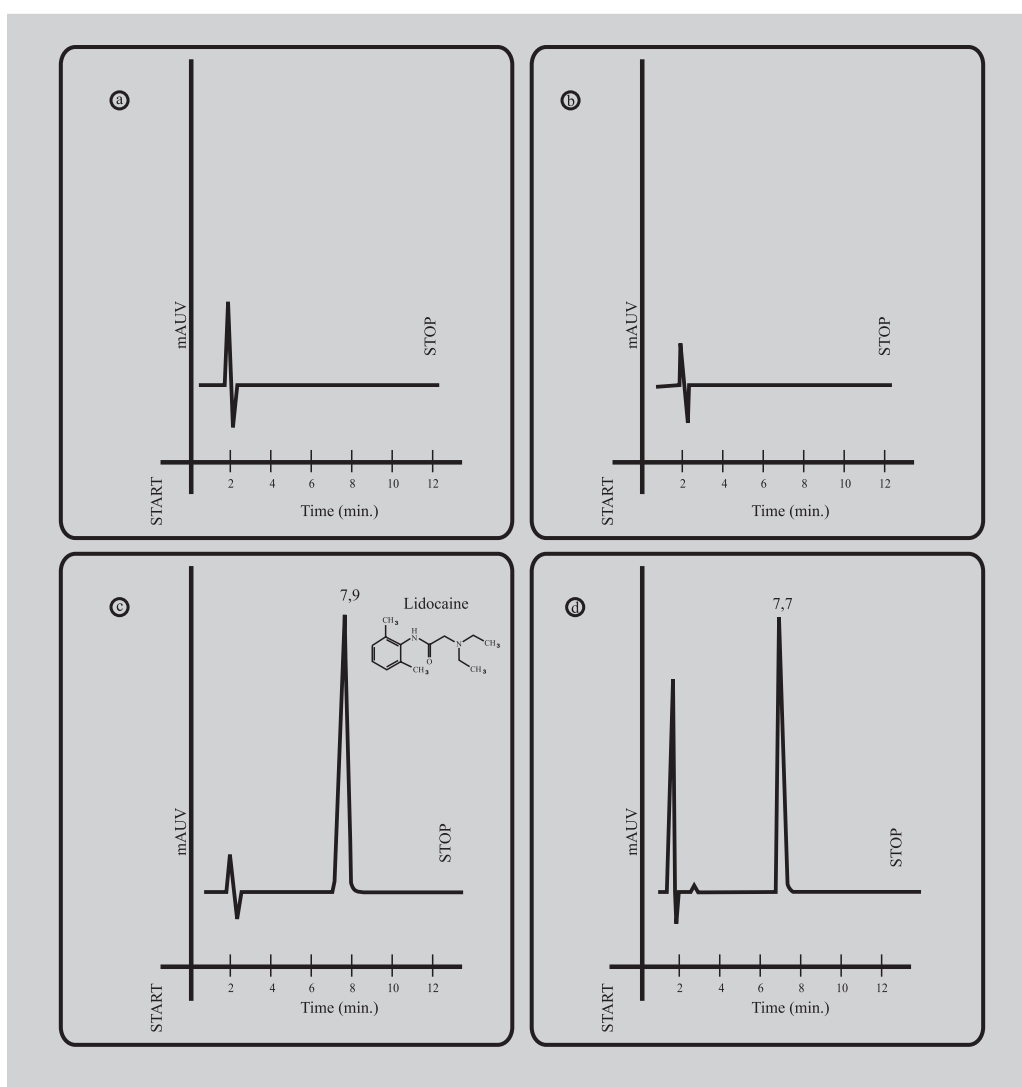 a
mAUV
STOP
START
2 4 6 8 10 12
Time (min.)
b
mAUV
STOP
START
2 4 6 8 10 12
Time (min.)
c
7,9
Lidocaine
CH3
H
N
O
N
CH3
CH3
CH3
mAUV
STOP
START
2 4 6 8 10 12
Time (min.)
d
7,7
mAUV
STOP
START
2 4 6 8 10 12
Time (min.)